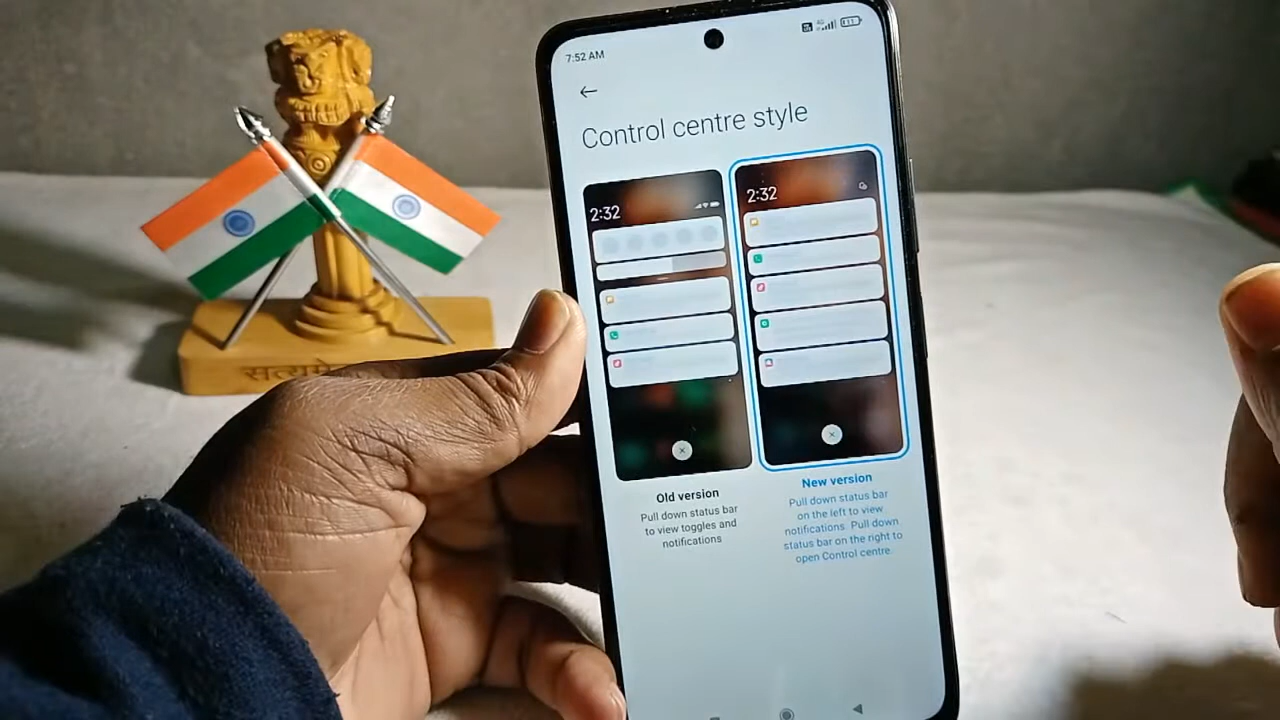 7:52 AM
Control centre style
2:32
2:32
Old version
Pull down status bar
to view toggles and
notifications
New version
Pull down status bar
on the left to view
notifications. Pull down
status bar on the right to
open Control centre.